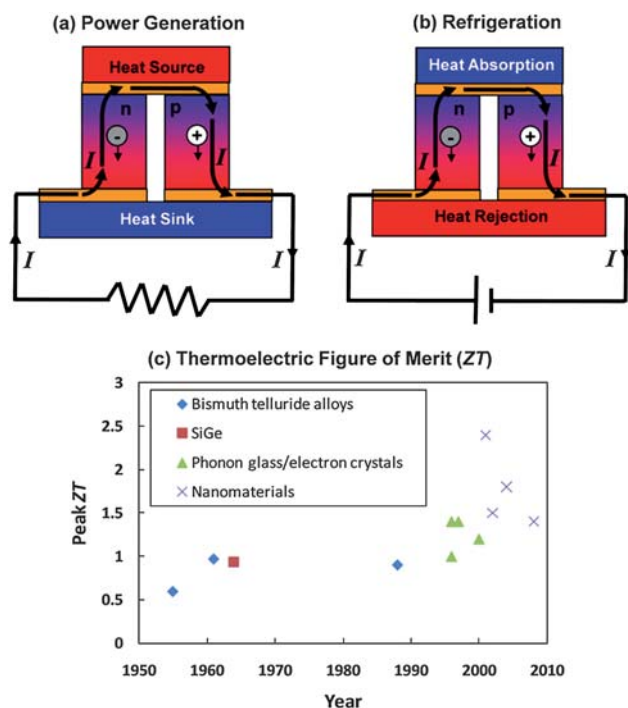 (a) Power Generation
Heat Source
n p
- +
I I
Heat Sink
I I
(b) Refrigeration
Heat Absorption
n p
- +
I I
Heat Rejection
I I
(c) Thermoelectric Figure of Merit (ZT)
Peak ZT
3
2.5
2
1.5
1
0.5
0
Bismuth telluride alloys
SiGe
Phonon glass/electron crystals
Nanomaterials
1950 1960 1970 1980 1990 2000 2010
Year